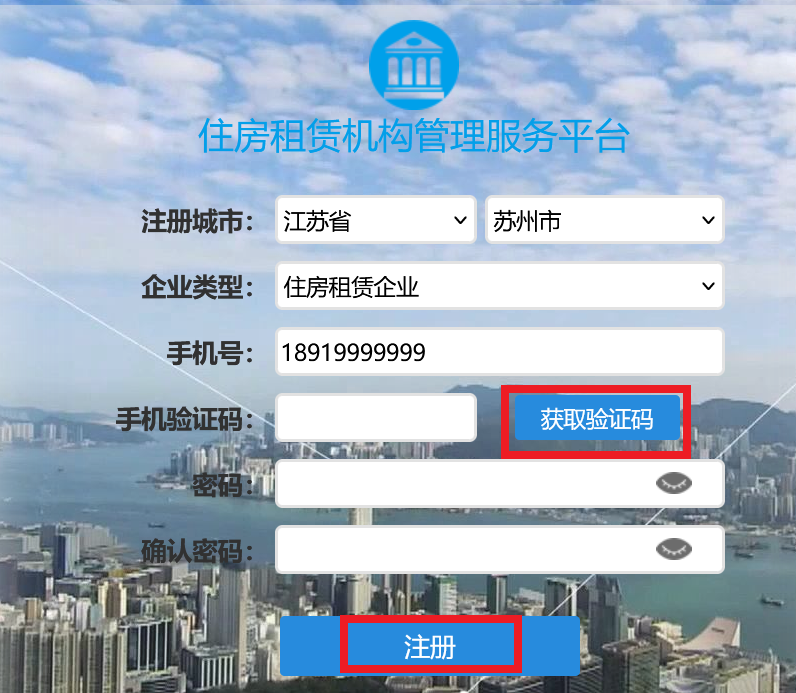 住房租赁机构管理服务平台
注册城市： 江苏省 苏州市
企业类型： 住房租赁企业
手机号： 18919999999
手机验证码： 获取验证码
密码：
确认密码：
注册